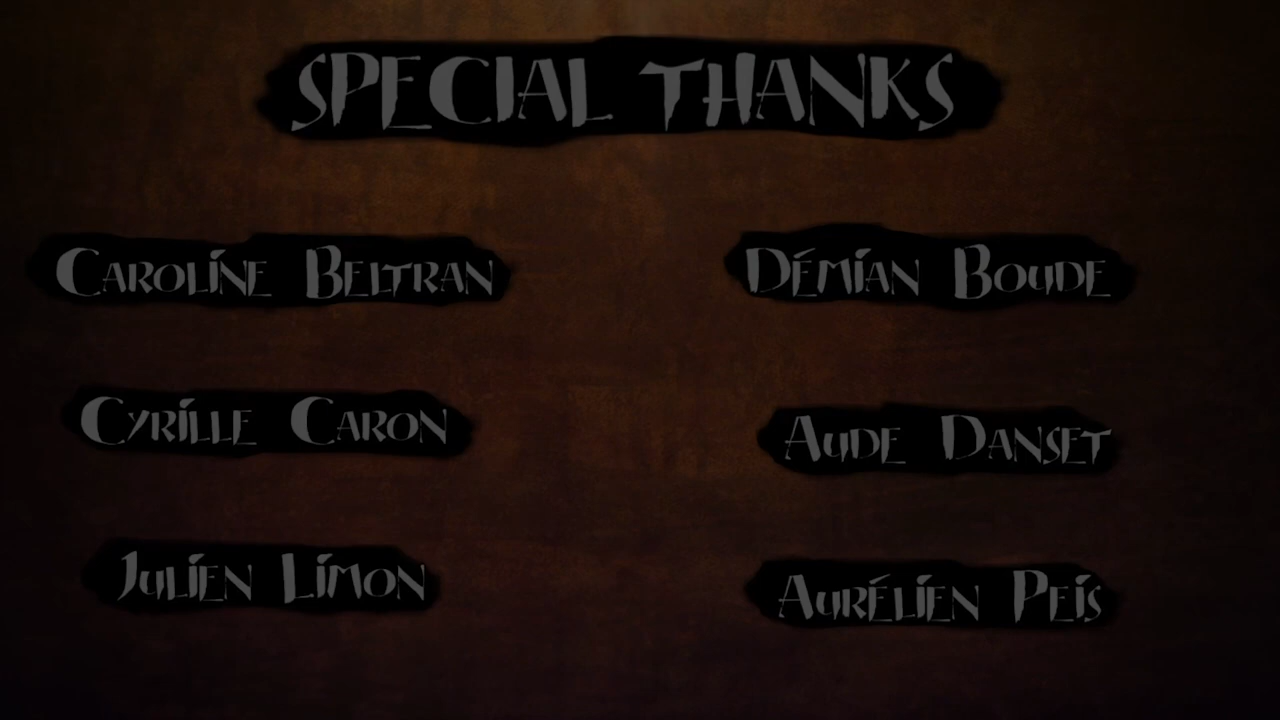 SPECIAL THANKS
CAROLINE BELTRAN
DÉMIAN BOUDE
CYRILLE CARON
AUDE DANSET
JULIEN LIMON
AURÉLIEN PEIS